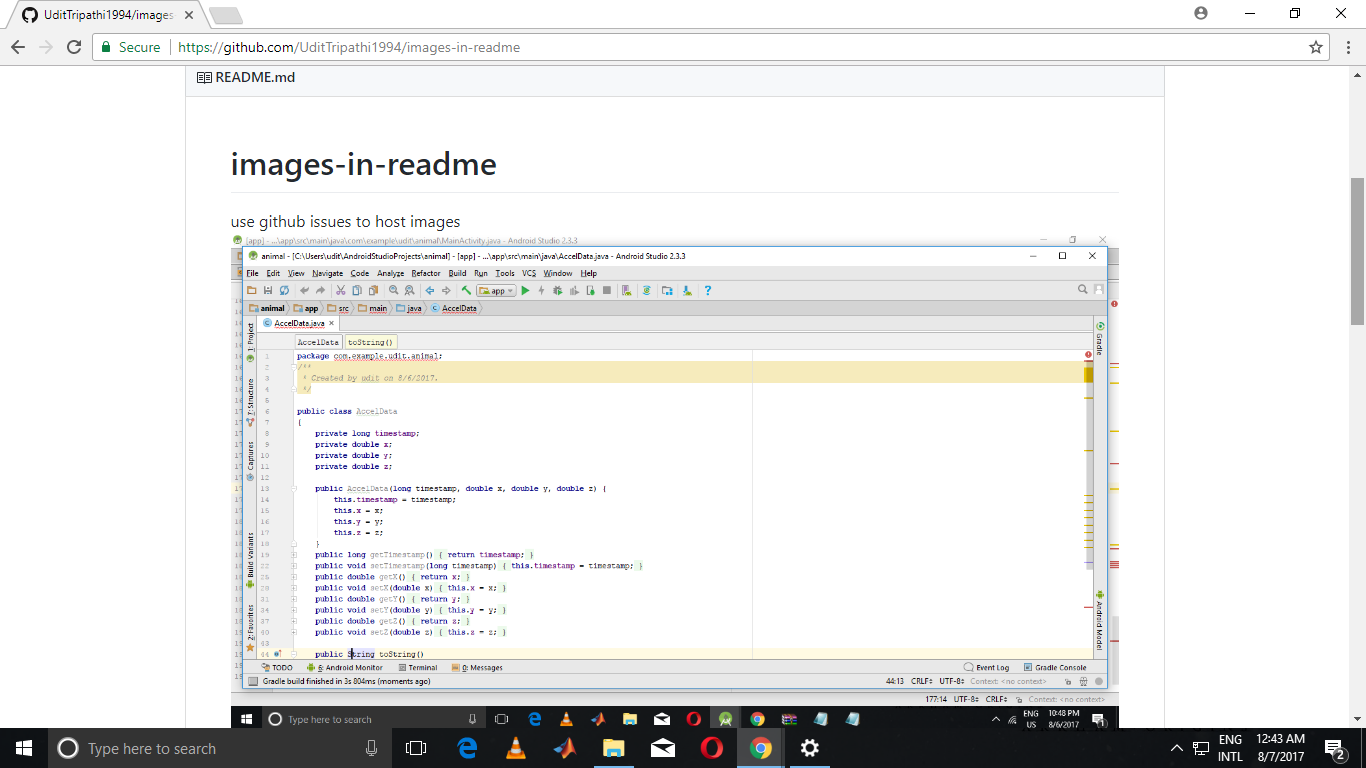 UditTripathi1994/images
Secure https://github.com/UditTripathi1994/images-in-readme
README.md
images-in-readme
use github issues to host images
[app] - ...\app\src\main\java\com\example\udit\animal\MainActivity.java - Android Studio 2.3.3
animal - [C:\Users\udit\AndroidStudioProjects\animal] - [app] - ...\app\src\main\java\AccelData.java - Android Studio 2.3.3
File Edit View Navigate Code Analyze Refactor Build Run Tools VCS Window Help
app
animal app src main java AccelData
AccelData.java
AccelData toString()
1: Project
7: Structure
Captures
Build Variants
2: Favorites
Gradle
Android Model
1 package com.example.udit.animal;
2 /**
3 * Created by udit on 8/6/2017.
4 */
5
6 public class AccelData
7 {
8 private long timestamp;
9 private double x;
10 private double y;
11 private double z;
12
13 public AccelData(long timestamp, double x, double y, double z) {
14 this.timestamp = timestamp;
15 this.x = x;
16 this.y = y;
17 this.z = z;
18 }
19 public long getTimestamp() { return timestamp; }
22 public void setTimestamp(long timestamp) { this.timestamp = timestamp; }
25 public double getX() { return x; }
28 public void setX(double x) { this.x = x; }
31 public double getY() { return y; }
34 public void setY(double y) { this.y = y; }
37 public double getZ() { return z; }
40 public void setZ(double z) { this.z = z; }
43
44 public String toString()
TODO 6: Android Monitor Terminal 0: Messages Event Log Gradle Console
Gradle build finished in 3s 804ms (moments ago) 44:13 CRLF÷ UTF-8÷ Context: <no context>
177:14 UTF-8÷ CRLF÷ Context: <no context>
Type here to search ENG 10:48 PM
US 8/6/2017 1
Type here to search ENG 12:43 AM
INTL 8/7/2017 2